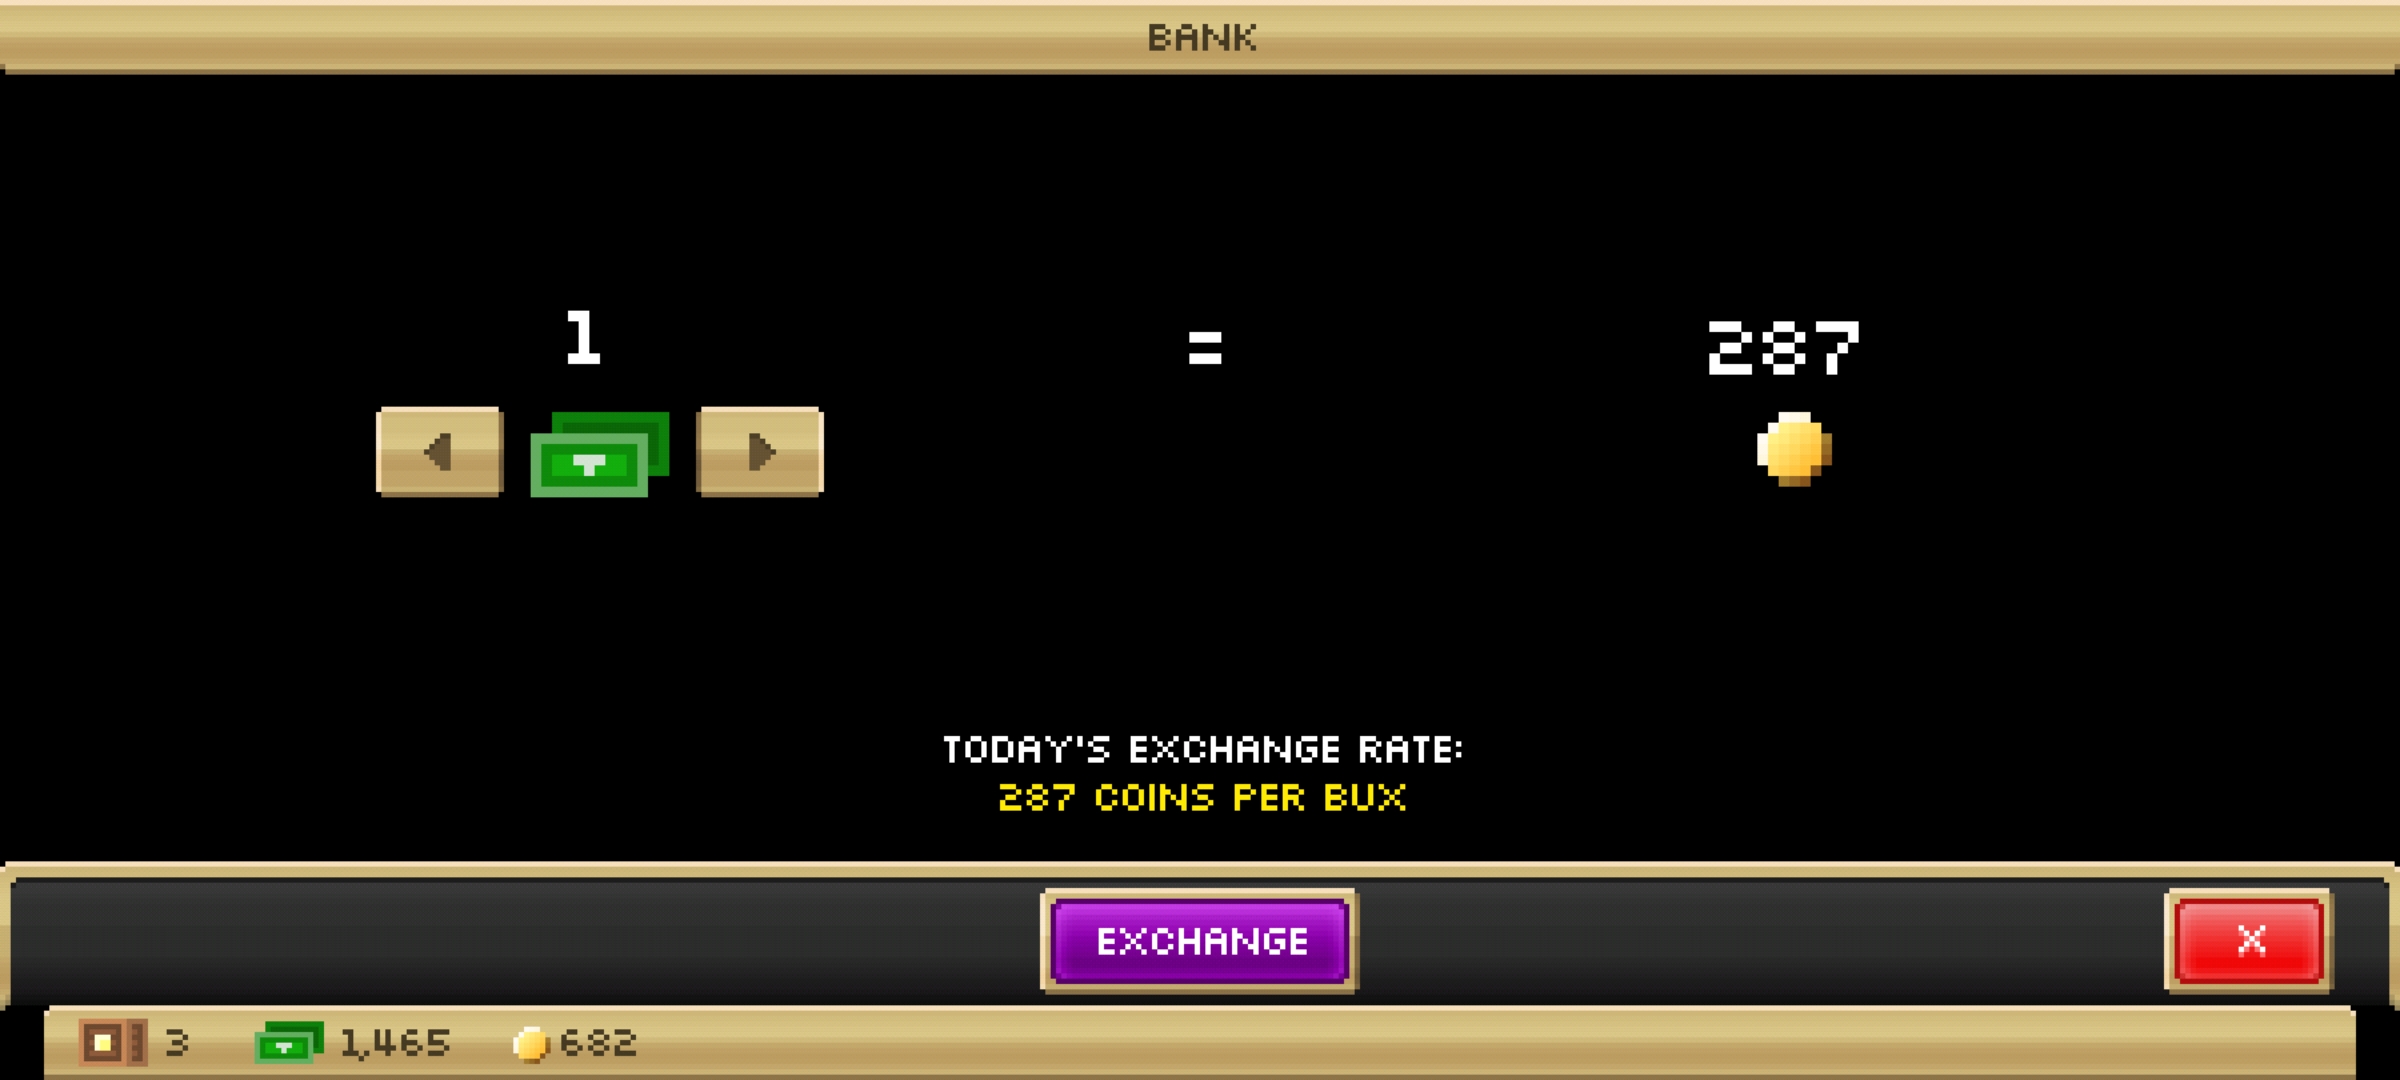 BANK
1 = 287
TODAY'S EXCHANGE RATE:
287 COINS PER BUX
EXCHANGE X
3 1,465 682